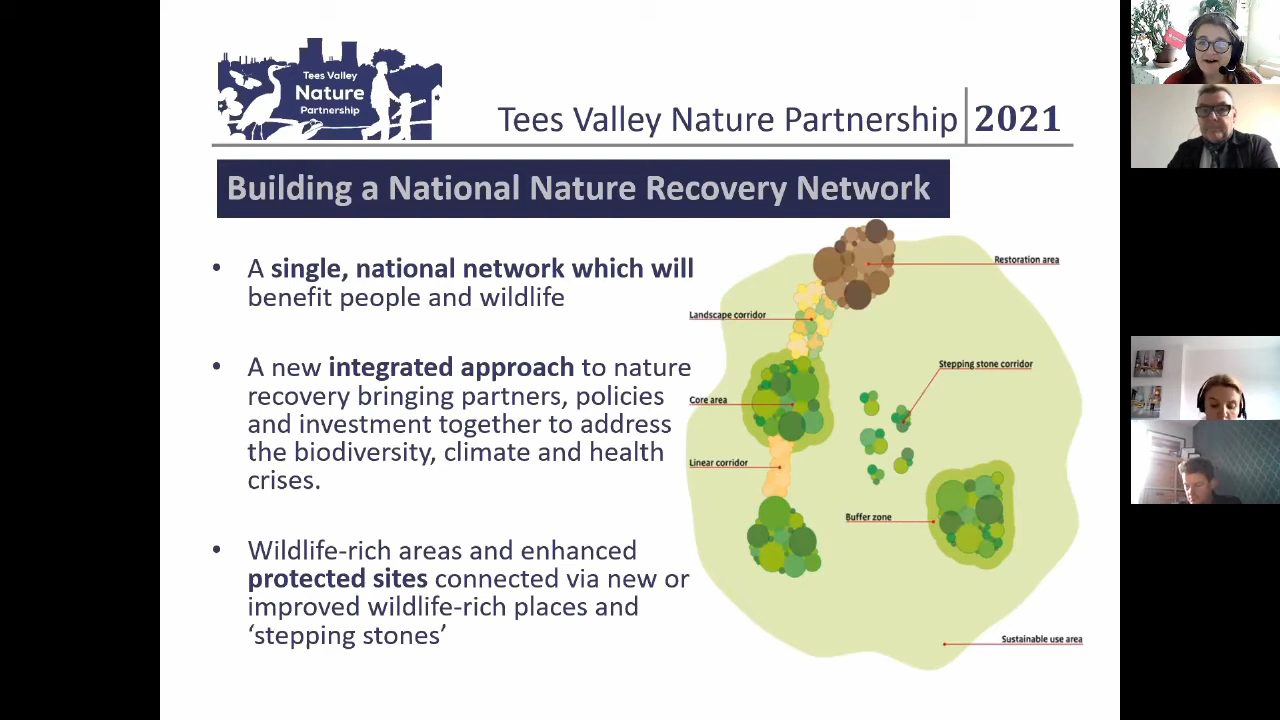 Tees Valley
Nature
Partnership
Tees Valley Nature Partnership 2021
Building a National Nature Recovery Network
• A single, national network which will
benefit people and wildlife
• A new integrated approach to nature
recovery bringing partners, policies
and investment together to address
the biodiversity, climate and health
crises.
• Wildlife-rich areas and enhanced
protected sites connected via new or
improved wildlife-rich places and
‘stepping stones’
Restoration area
Landscape corridor
Stepping stone corridor
Core area
Linear corridor
Buffer zone
Sustainable use area